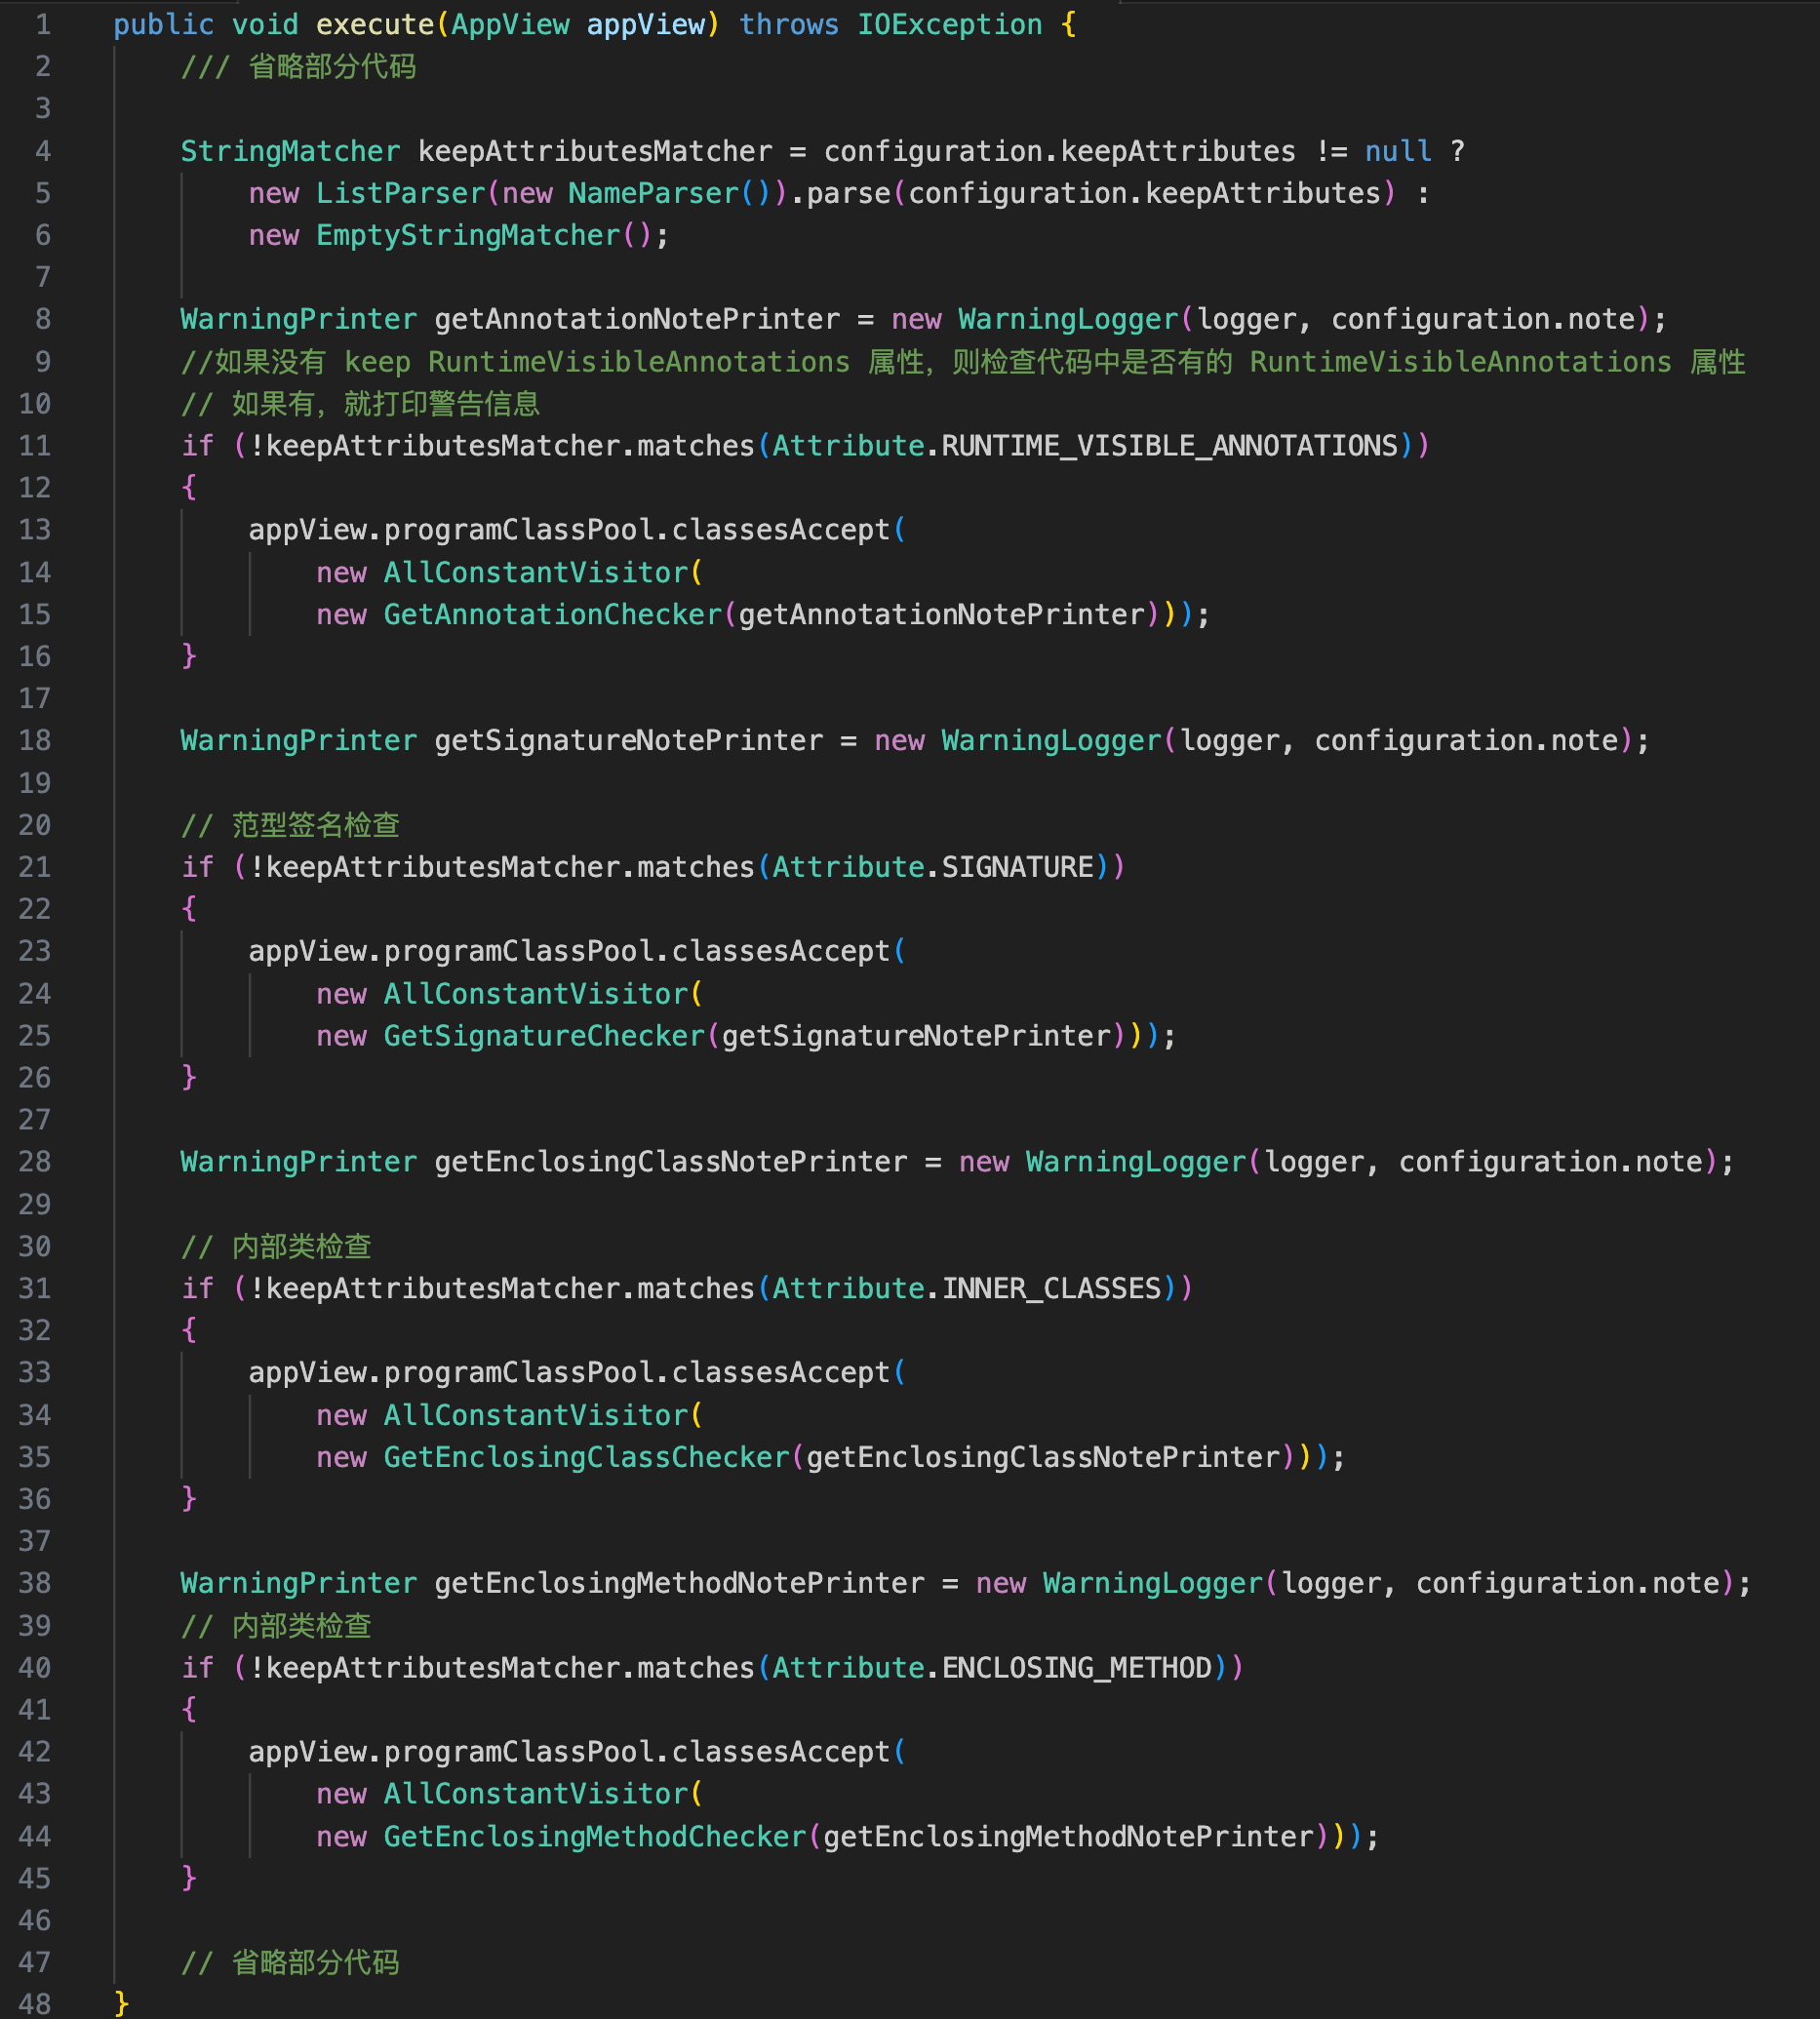 1 public void execute(AppView appView) throws IOException {
2 /// 省略部分代码
3
4 StringMatcher keepAttributesMatcher = configuration.keepAttributes != null ?
5 new ListParser(new NameParser()).parse(configuration.keepAttributes) :
6 new EmptyStringMatcher();
7
8 WarningPrinter getAnnotationNotePrinter = new WarningLogger(logger, configuration.note);
9 //如果没有 keep RuntimeVisibleAnnotations 属性，则检查代码中是否有的 RuntimeVisibleAnnotations 属性
10 // 如果有，就打印警告信息
11 if (!keepAttributesMatcher.matches(Attribute.RUNTIME_VISIBLE_ANNOTATIONS))
12 {
13 appView.programClassPool.classesAccept(
14 new AllConstantVisitor(
15 new GetAnnotationChecker(getAnnotationNotePrinter)));
16 }
17
18 WarningPrinter getSignatureNotePrinter = new WarningLogger(logger, configuration.note);
19
20 // 范型签名检查
21 if (!keepAttributesMatcher.matches(Attribute.SIGNATURE))
22 {
23 appView.programClassPool.classesAccept(
24 new AllConstantVisitor(
25 new GetSignatureChecker(getSignatureNotePrinter)));
26 }
27
28 WarningPrinter getEnclosingClassNotePrinter = new WarningLogger(logger, configuration.note);
29
30 // 内部类检查
31 if (!keepAttributesMatcher.matches(Attribute.INNER_CLASSES))
32 {
33 appView.programClassPool.classesAccept(
34 new AllConstantVisitor(
35 new GetEnclosingClassChecker(getEnclosingClassNotePrinter)));
36 }
37
38 WarningPrinter getEnclosingMethodNotePrinter = new WarningLogger(logger, configuration.note);
39 // 内部类检查
40 if (!keepAttributesMatcher.matches(Attribute.ENCLOSING_METHOD))
41 {
42 appView.programClassPool.classesAccept(
43 new AllConstantVisitor(
44 new GetEnclosingMethodChecker(getEnclosingMethodNotePrinter)));
45 }
46
47 // 省略部分代码
48 }